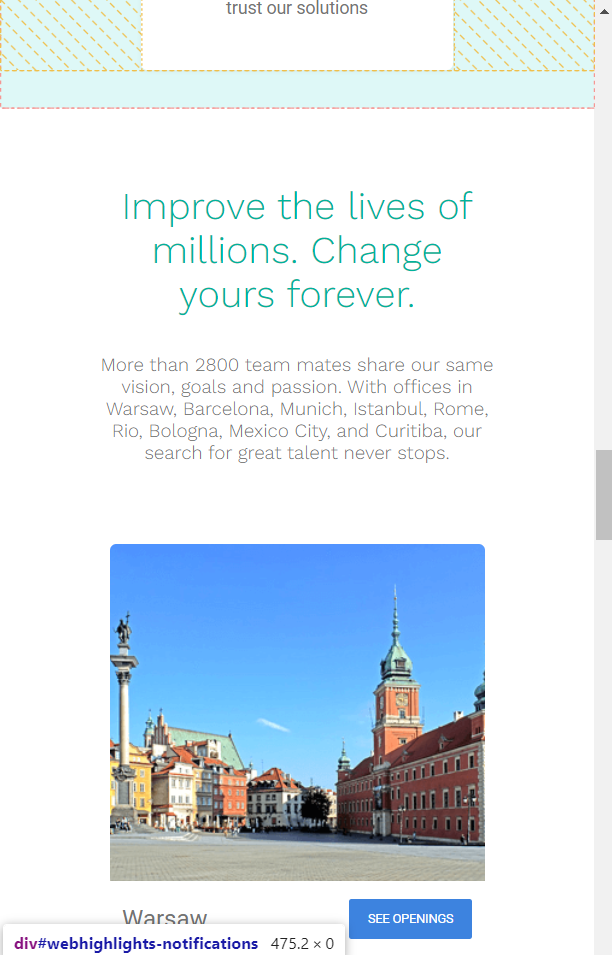 trust our solutions
Improve the lives of
millions. Change
yours forever.
More than 2800 team mates share our same
vision, goals and passion. With offices in
Warsaw, Barcelona, Munich, Istanbul, Rome,
Rio, Bologna, Mexico City, and Curitiba, our
search for great talent never stops.
Warsaw
SEE OPENINGS
div#webhighlights-notifications 475.2 × 0